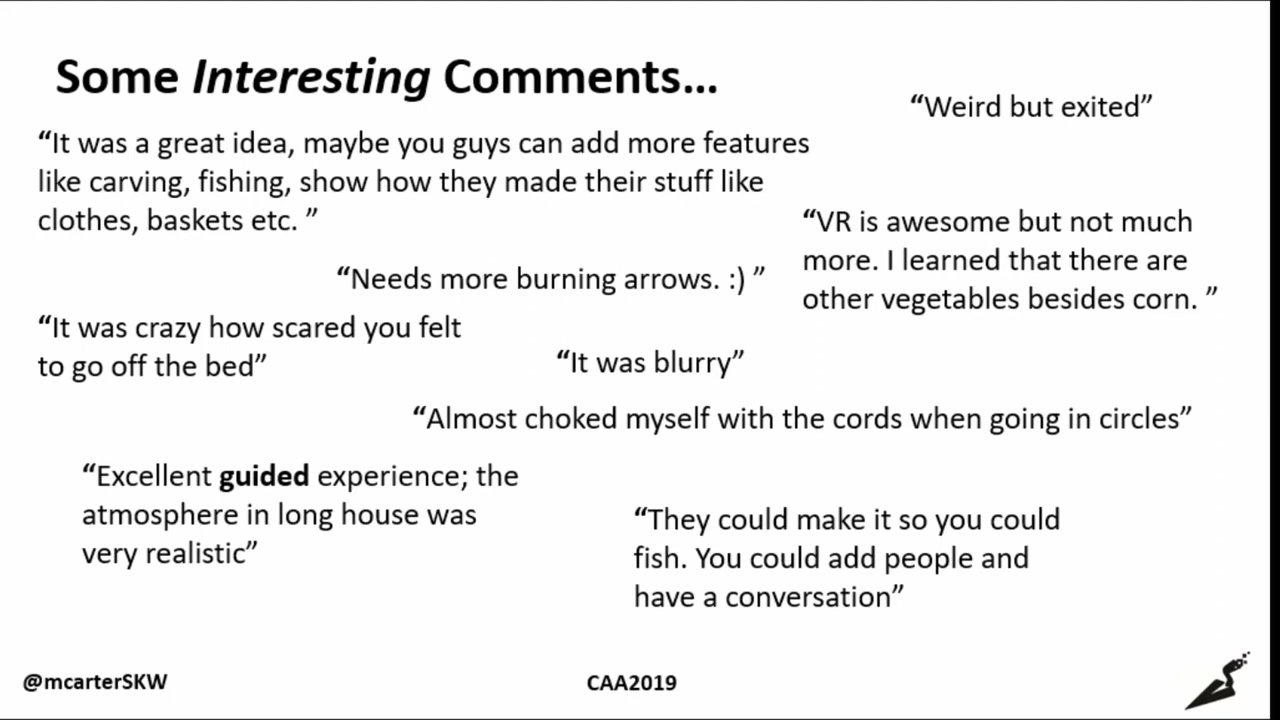 Some Interesting Comments...
“Weird but exited”
“It was a great idea, maybe you guys can add more features
like carving, fishing, show how they made their stuff like
clothes, baskets etc. ”
“VR is awesome but not much
more. I learned that there are
other vegetables besides corn. ”
“Needs more burning arrows. :) ”
“It was crazy how scared you felt
to go off the bed”
“It was blurry”
“Almost choked myself with the cords when going in circles”
“Excellent guided experience; the
atmosphere in long house was
very realistic”
“They could make it so you could
fish. You could add people and
have a conversation”
@mcarterSKW
CAA2019